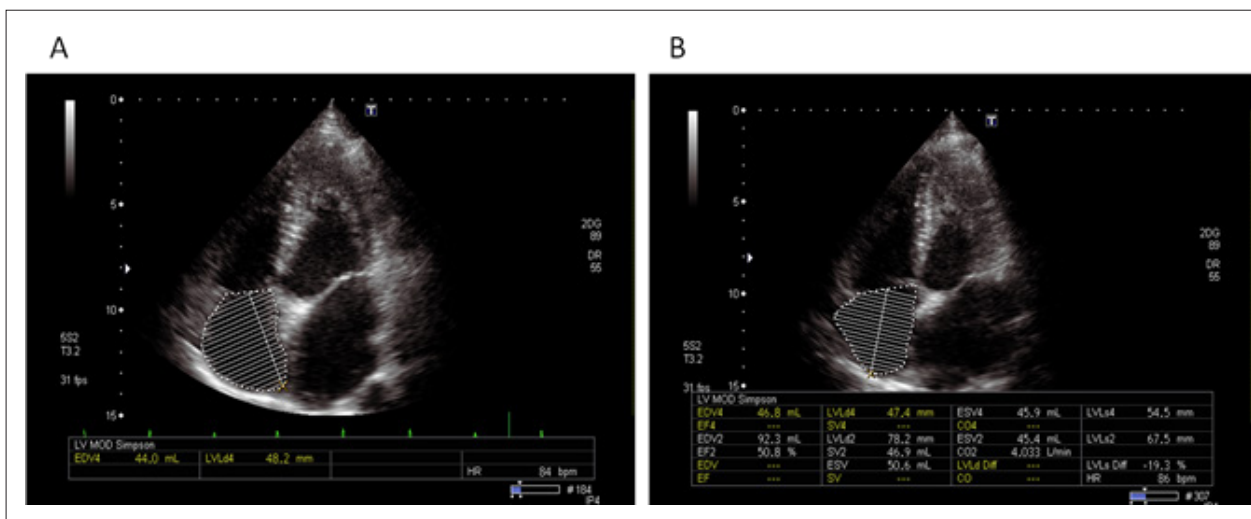 A
B
0
5
10
15
T
2DG
89
DR
55
5S2
T3.2
31 fps
LV MOD Simpson
EDV4 44.0 mL LVLd4 48.2 mm
HR 84 bpm
#184
IP4
0
5
10
15
T
2DG
89
DR
55
5S2
T3.2
31 fps
LV MOD Simpson
EDV4 46.8 mL LVLd4 47.4 mm ESV4 45.9 mL LVLs4 54.5 mm
EF4 --- SV4 --- CO4 ---
EDV2 92.3 mL LVLd2 78.2 mm ESV2 45.4 mL LVLs2 67.5 mm
EF2 50.8 % SV2 46.9 mL CO2 4.033 L/min
EDV --- ESV 50.6 mL LVLd Diff --- LVLs Diff -19.3 %
EF --- SV --- CO --- HR 86 bpm
#307